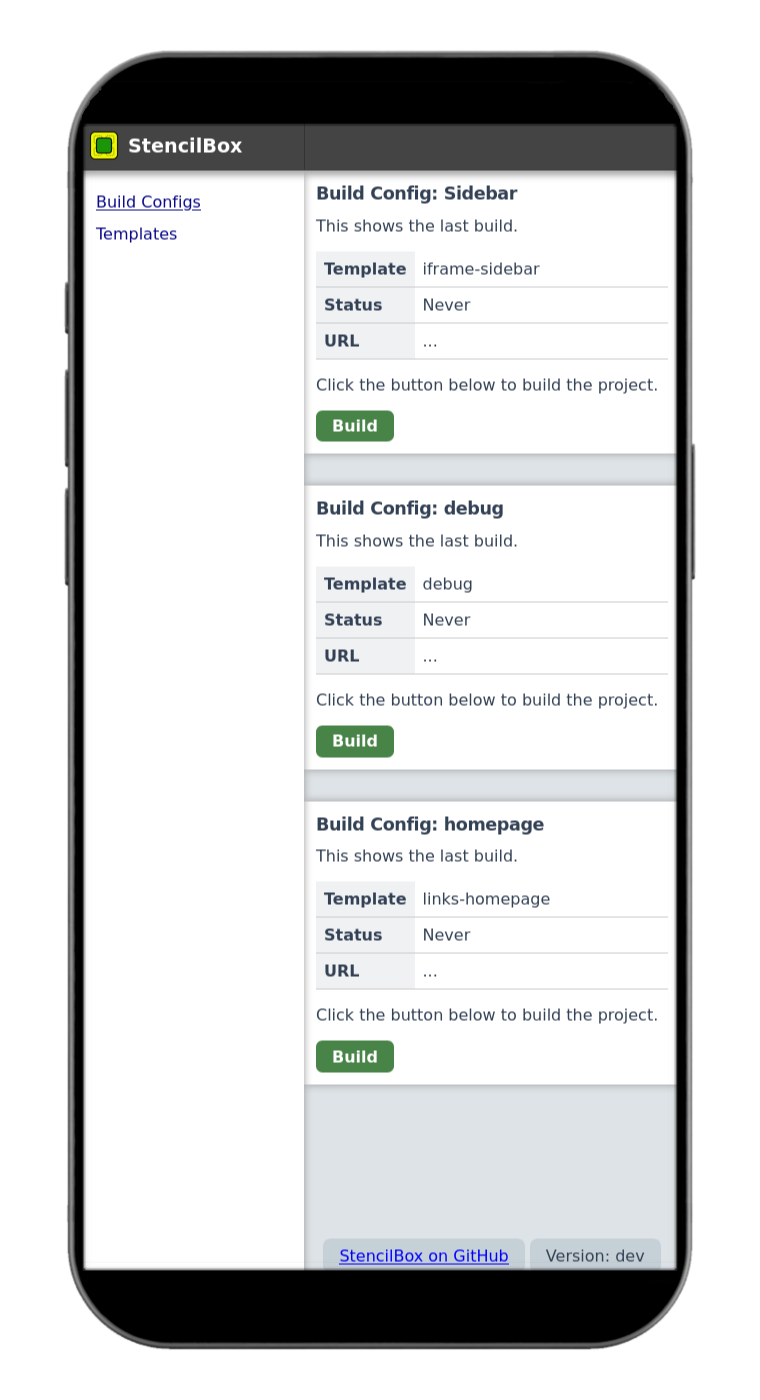 StencilBox
Build Configs
Templates
Build Config: Sidebar
This shows the last build.
Template iframe-sidebar
Status Never
URL ...
Click the button below to build the project.
Build
Build Config: debug
This shows the last build.
Template debug
Status Never
URL ...
Click the button below to build the project.
Build
Build Config: homepage
This shows the last build.
Template links-homepage
Status Never
URL ...
Click the button below to build the project.
Build
StencilBox on GitHub Version: dev